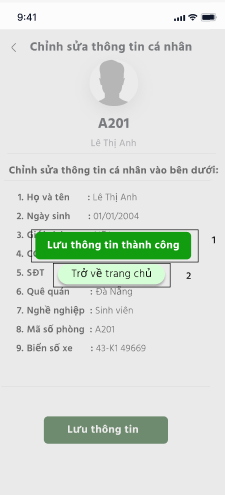 9:41
Chỉnh sửa thông tin cá nhân
A201
Lê Thị Anh
Chỉnh sửa thông tin cá nhân vào bên dưới:
1. Họ và tên : Lê Thị Anh
2. Ngày sinh : 01/01/2004
3.
Lưu thông tin thành công 1
4.
5. SĐT
Trở về trang chủ 2
6. Quê quán : Đà Nẵng
7. Nghề nghiệp : Sinh viên
8. Mã số phòng : A201
9. Biển số xe : 43-K1 49669
Lưu thông tin